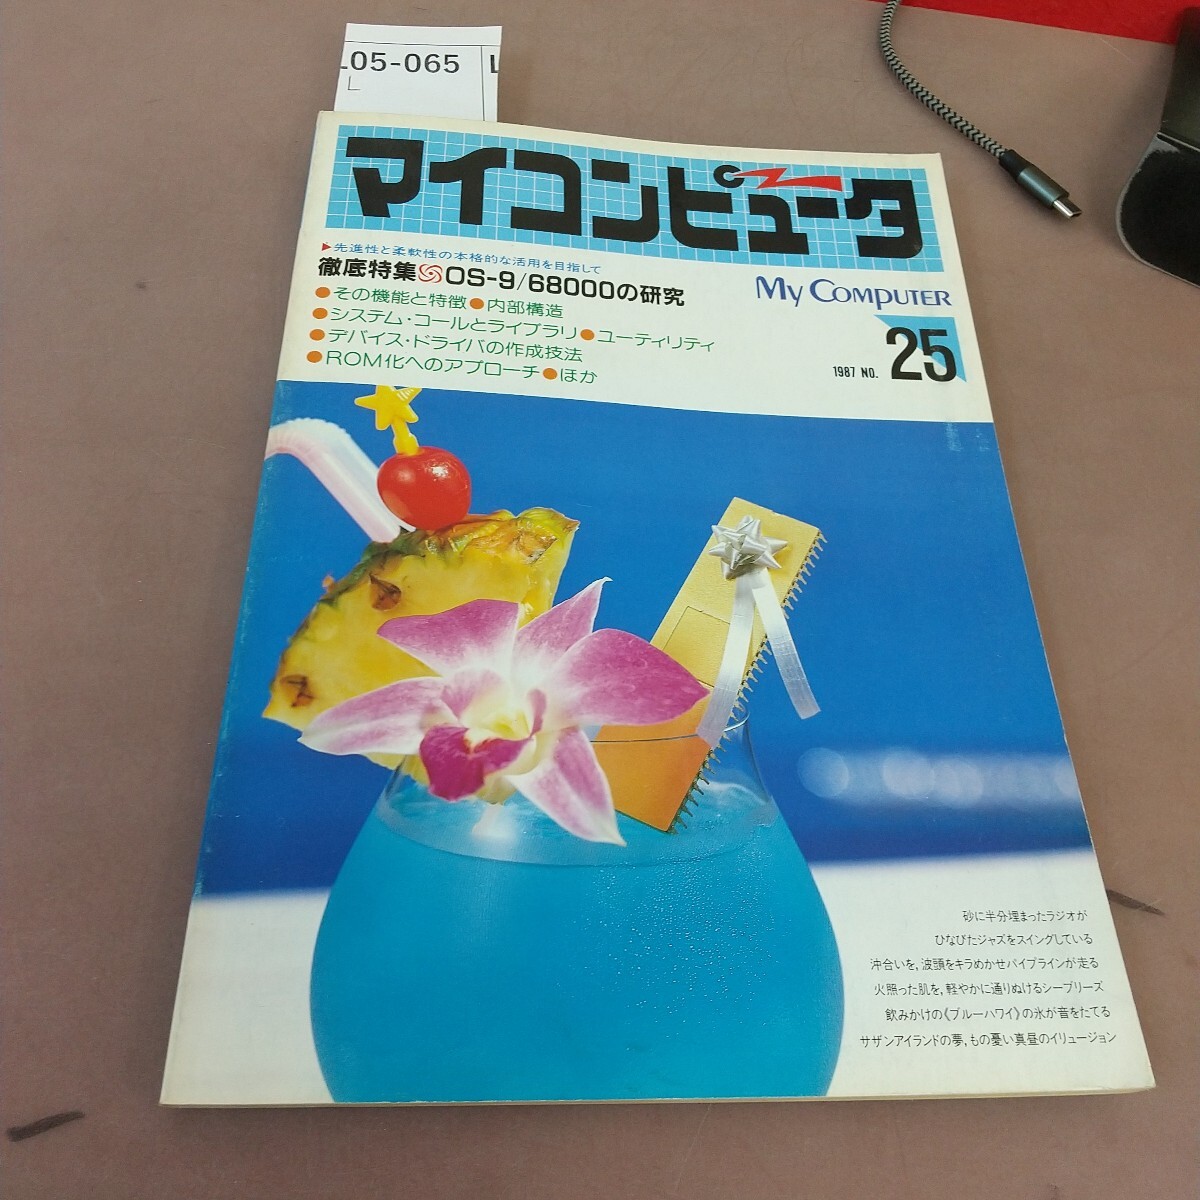 L05-065
マイコンピュータ
▶先進性と柔軟性の本格的な活用を目指して
徹底特集 OS-9/68000の研究
My COMPUTER
●その機能と特徴●内部構造
●システム・コールとライブラリ●ユーティリティ
●デバイス・ドライバの作成技法
●ROM化へのアプローチ●ほか
1987 NO. 25
砂に半分埋まったラジオが
ひなびたジャズをスイングしている
沖合いを,波頭をキラめかせパイプラインが走る
火照った肌を,軽やかに通りぬけるシーブリーズ
飲みかけの《ブルーハワイ》の氷が音をたてる
サザンアイランドの夢,もの憂い真昼のイリュージョン